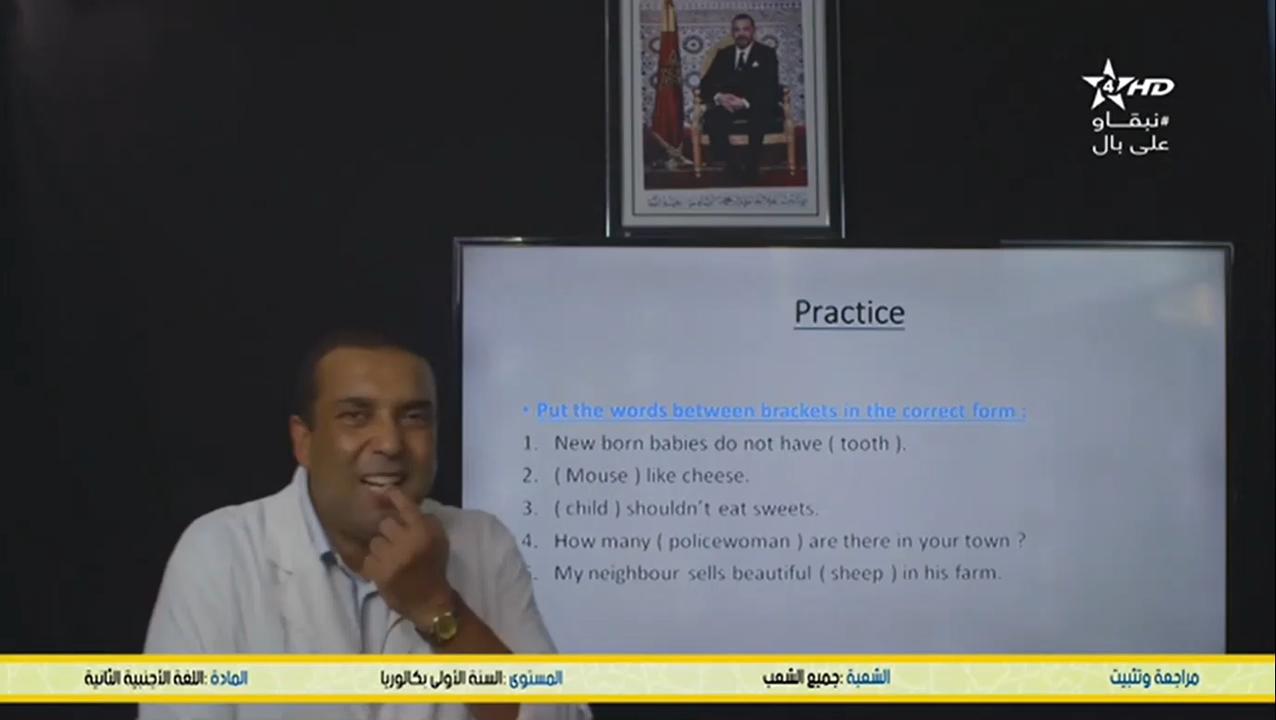 4 HD
#نبقاو
على بال
Practice
• Put the words between brackets in the correct form :
1. New born babies do not have ( tooth ).
2. ( Mouse ) like cheese.
3. ( child ) shouldn't eat sweets.
4. How many ( policewoman ) are there in your town ?
My neighbour sells beautiful ( sheep ) in his farm.
مراجعة وتثبيت الشعبة :جميع الشعب المستوى :السنة الأولى بكالوريا المادة :اللغة الأجنبية الثانية